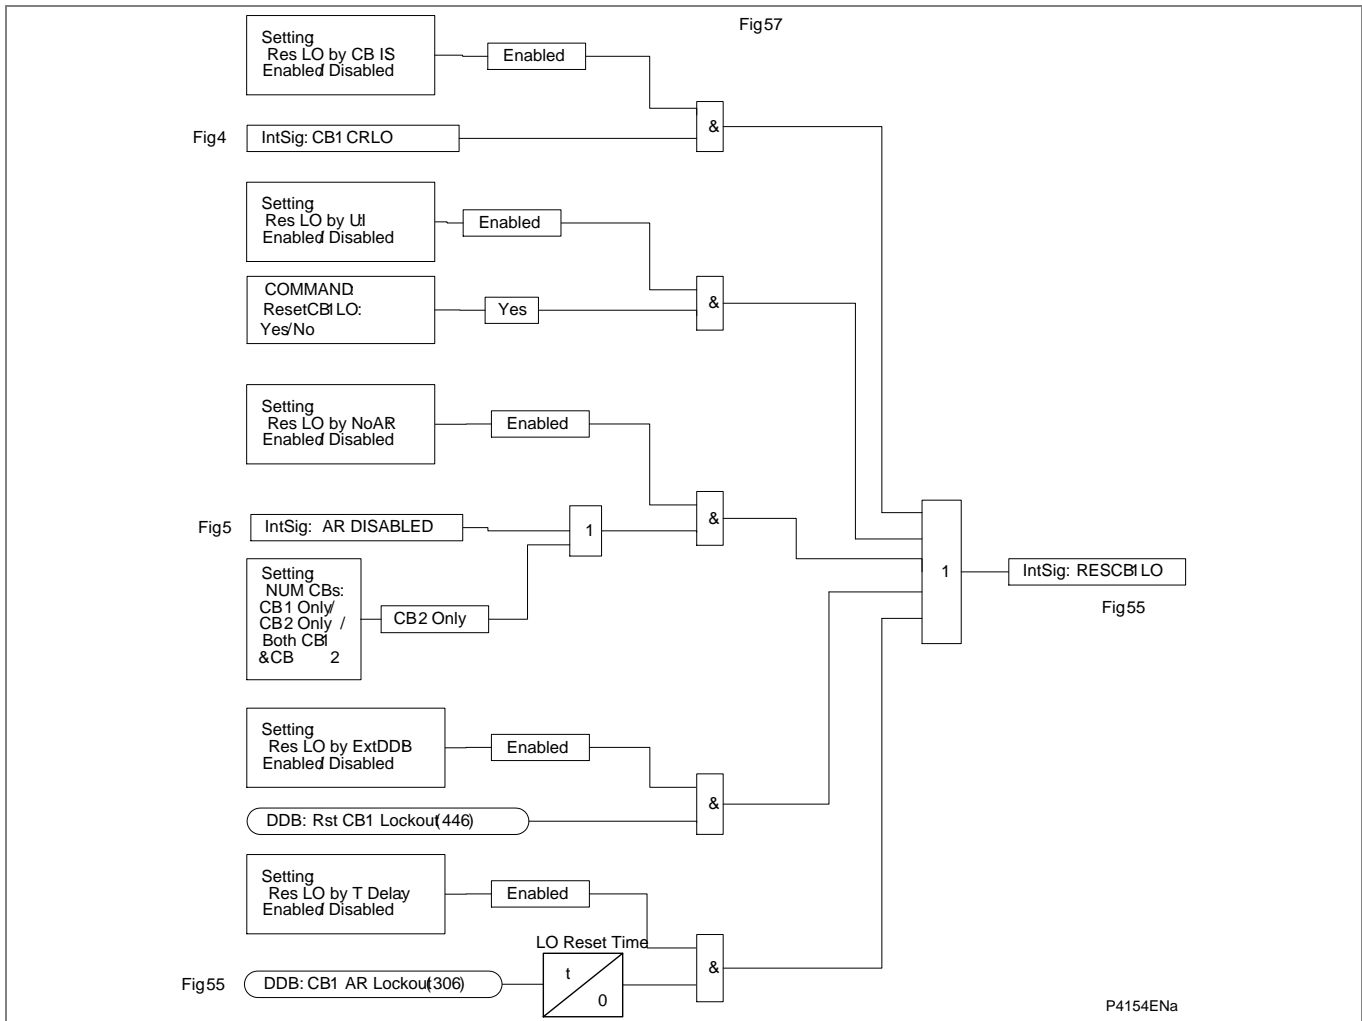 Fig57
Setting:
Res LO by CB IS
Enabled/ Disabled
Enabled
&
Fig4
IntSig: CB1 CRLO
Setting:
Res LO by UI
Enabled/ Disabled
Enabled
COMMAND:
ResetCB1LO:
Yes/No
Yes
&
Setting:
Res LO by NoAR
Enabled/ Disabled
Enabled
&
Fig5
IntSig: AR DISABLED
1
Setting:
NUM CBs:
CB1 Only/
CB2 Only /
Both CB1
&CB 2
CB2 Only
1
IntSig: RESCB1LO
Fig55
Setting:
Res LO by ExtDDB
Enabled/ Disabled
Enabled
&
DDB: Rst CB1 Lockout(446)
Setting:
Res LO by T Delay
Enabled/ Disabled
Enabled
LO Reset Time
&
Fig55
DDB: CB1 AR Lockout(306)
t
0
P4154ENa